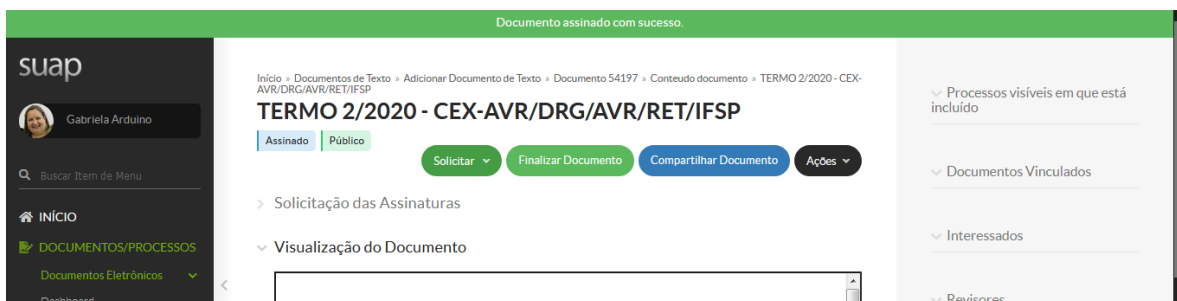 Documento assinado com sucesso.
suap
Gabriela Arduino
Buscar Item de Menu
INÍCIO
DOCUMENTOS/PROCESSOS
Documentos Eletrônicos
Dashboard
Início » Documentos de Texto » Adicionar Documento de Texto » Documento 54197 » Conteudo documento » TERMO 2/2020 - CEX-
AVR/DRG/AVR/RET/IFSP
TERMO 2/2020 - CEX-AVR/DRG/AVR/RET/IFSP
Assinado Público
Solicitar Finalizar Documento Compartilhar Documento Ações
Solicitação das Assinaturas
Visualização do Documento
Processos visíveis em que está
incluído
Documentos Vinculados
Interessados
Revisores